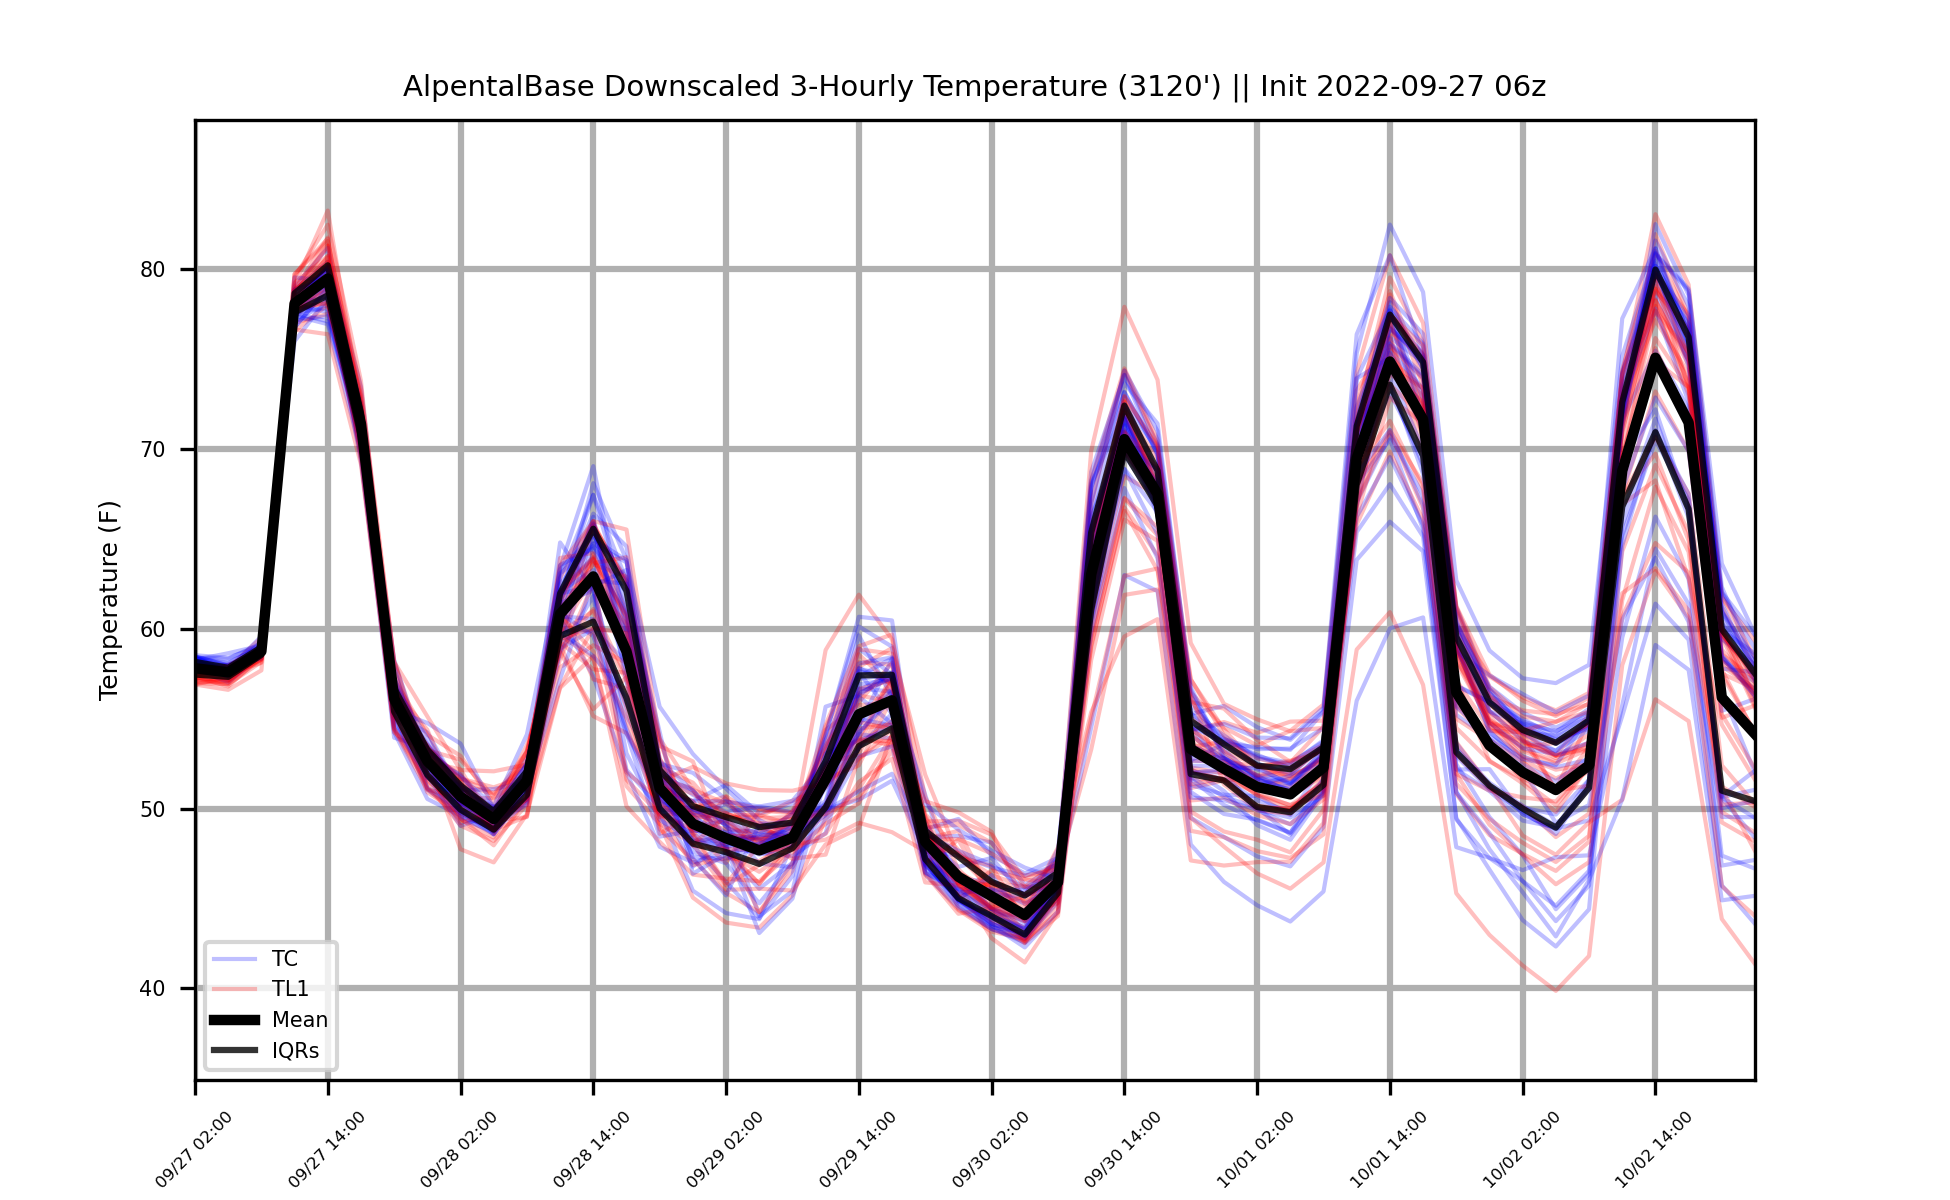 AlpentalBase Downscaled 3-Hourly Temperature (3120') || Init 2022-09-27 06z
Temperature (F)
80
70
60
50
40
TC
TL1
Mean
IQRs
09/27 02:00
09/27 14:00
09/28 02:00
09/28 14:00
09/29 02:00
09/29 14:00
09/30 02:00
09/30 14:00
10/01 02:00
10/01 14:00
10/02 02:00
10/02 14:00